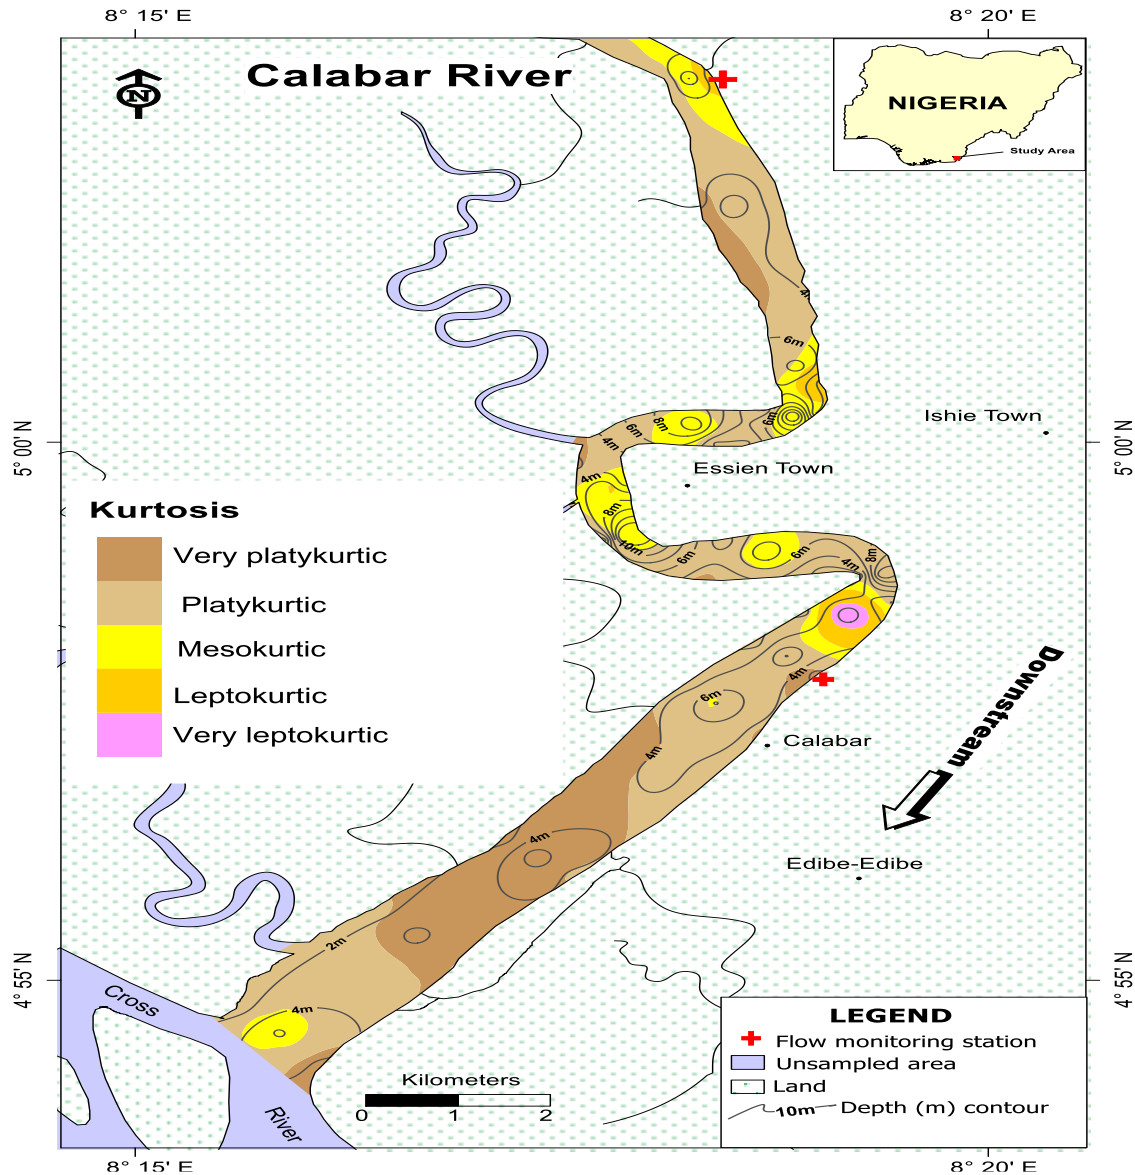 8° 15' E
8° 20' E
Calabar River
N
NIGERIA
Study Area
4
6m
6m
8m
6m
4m
Ishie Town
5° 00' N
5° 00' N
Essien Town
4m
8m
10m
6m
6m
4m
8m
Kurtosis
Very platykurtic
Platykurtic
Mesokurtic
Leptokurtic
Very leptokurtic
4m
6m
4m
Calabar
Downstream
4m
Edibe-Edibe
2m
4m
4° 55' N
4° 55' N
Cross
River
Kilometers
0 1 2
LEGEND
Flow monitoring station
Unsampled area
Land
10m Depth (m) contour
8° 15' E
8° 20' E